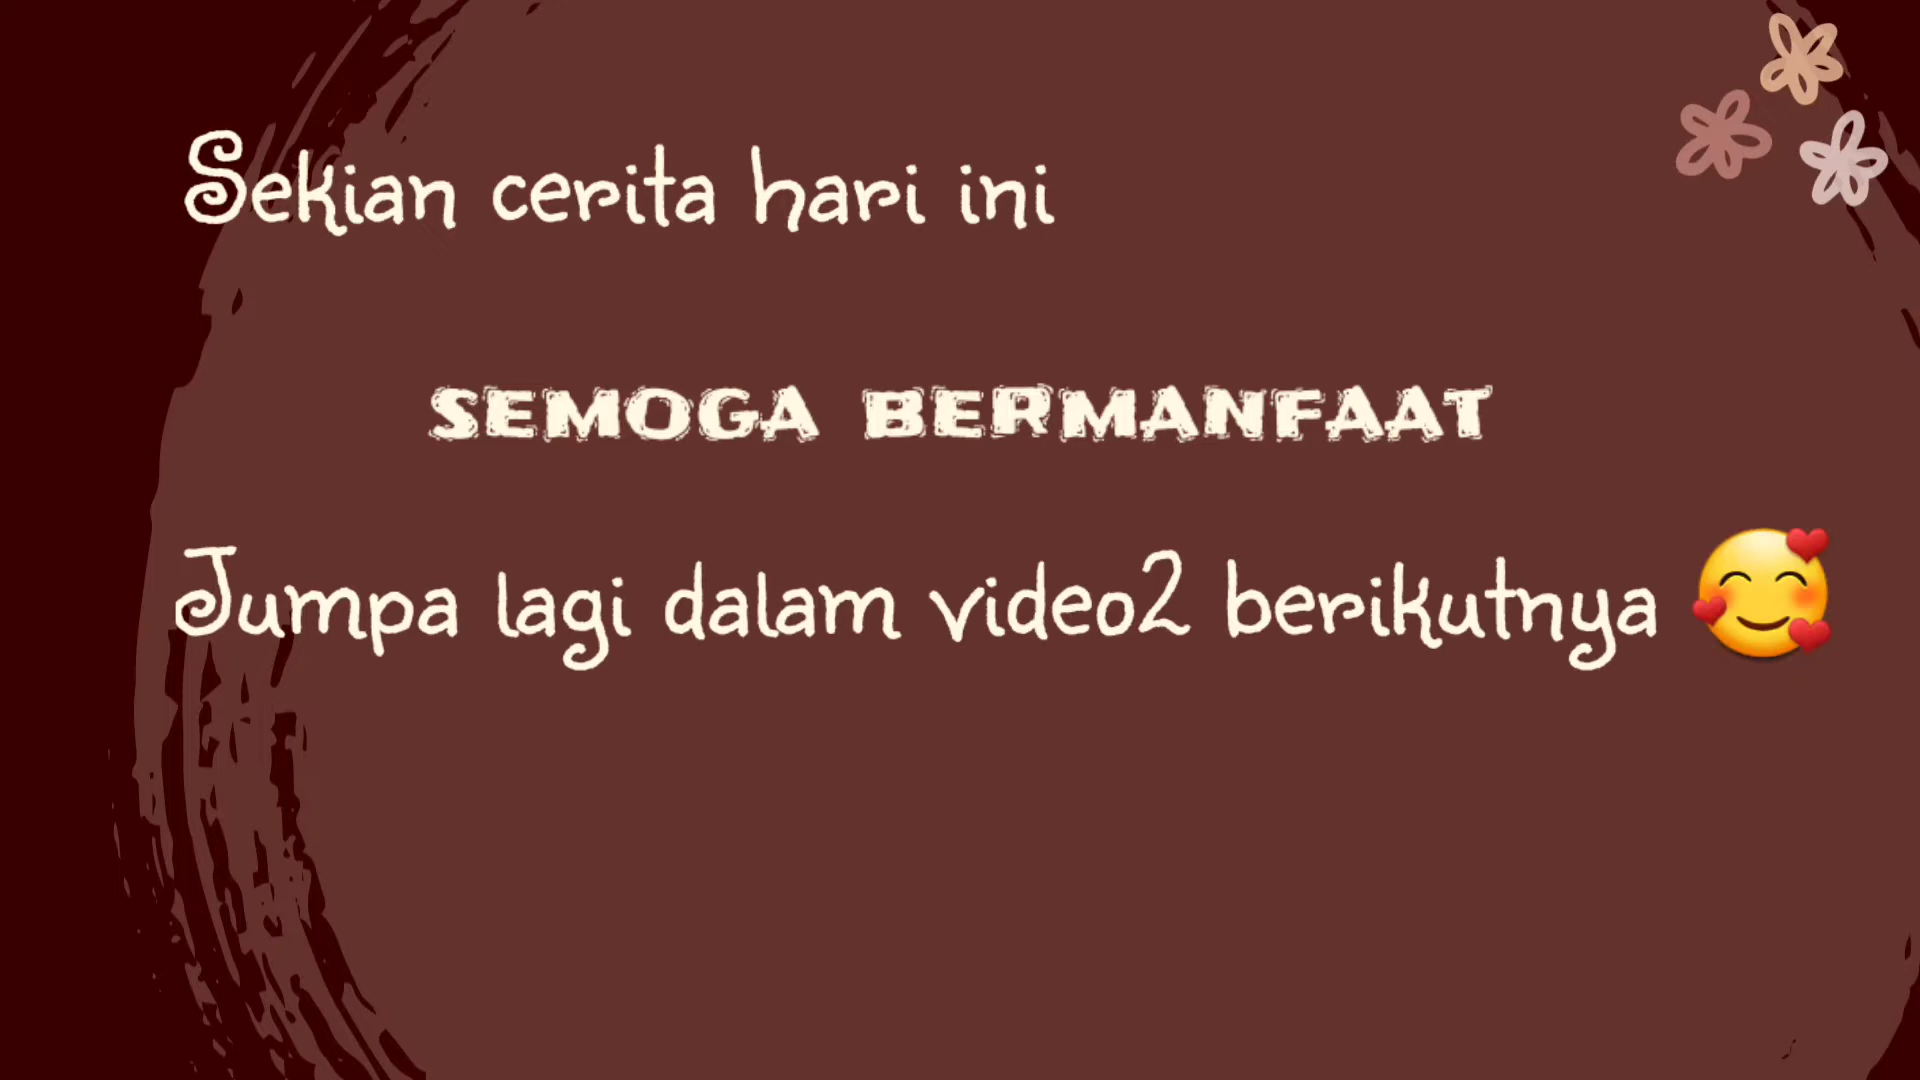 Sekian cerita hari ini
SEMOGA BERMANFAAT
Jumpa lagi dalam video2 berikutnya 🥰